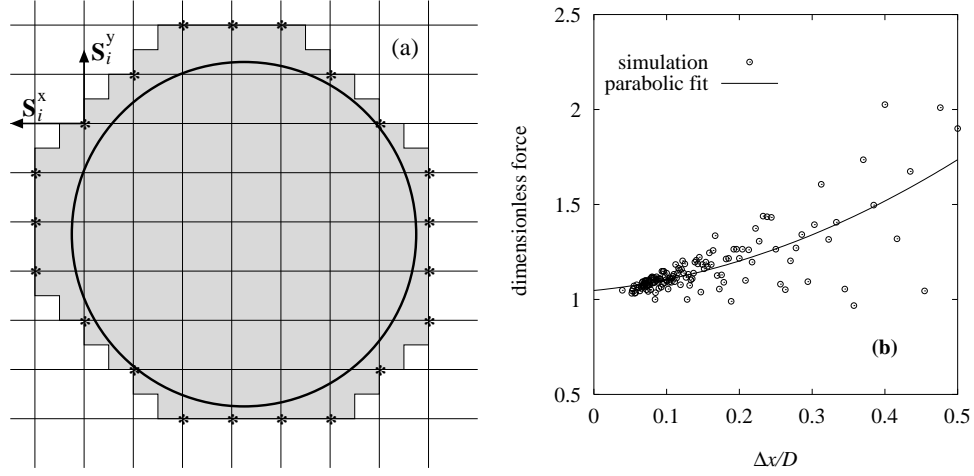 (a)
S_i^y
S_i^x
2.5
2
1.5
1
0.5
dimensionless force
simulation
parabolic fit
(b)
0 0.1 0.2 0.3 0.4 0.5
Δx/D